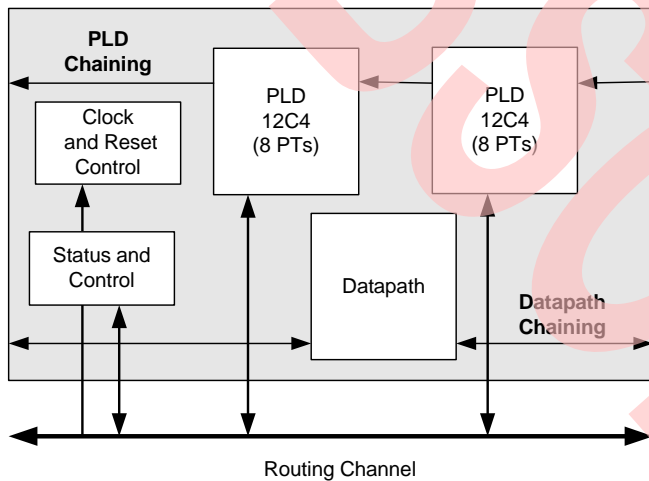 PLD
Chaining
PLD
12C4
(8 PTs)
PLD
12C4
(8 PTs)
Clock
and Reset
Control
Status and
Control
Datapath
Datapath
Chaining
Routing Channel